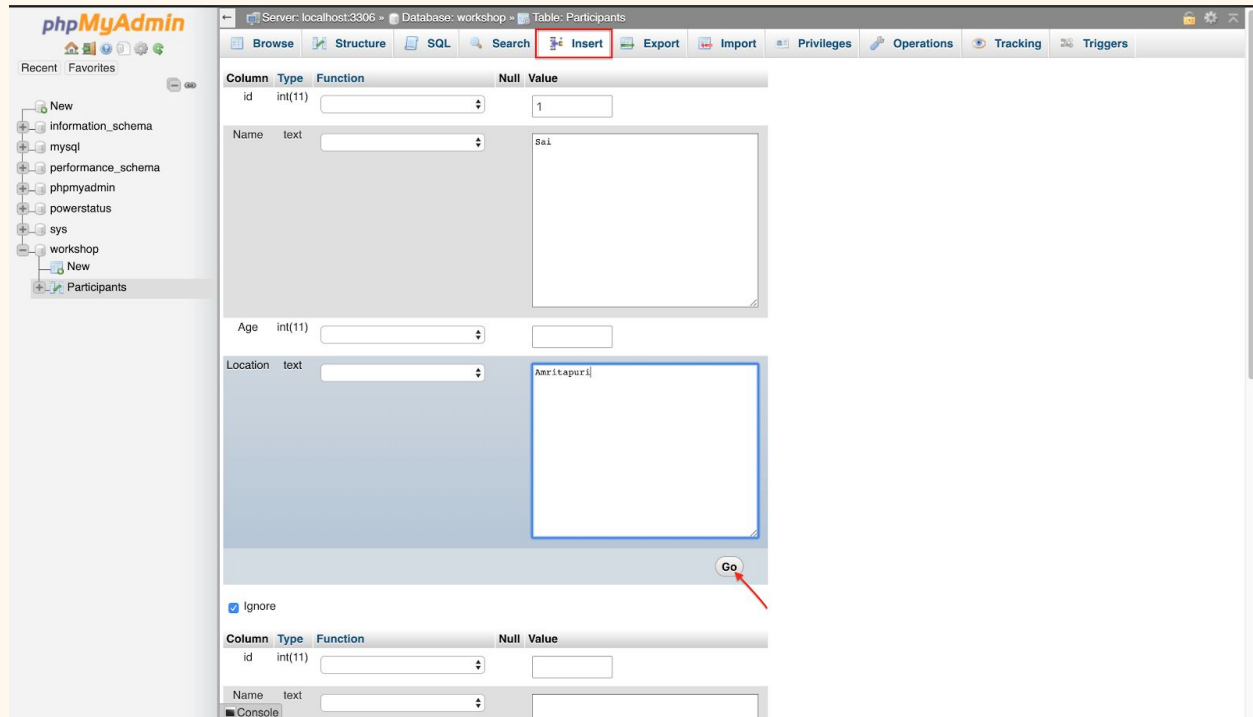 phpMyAdmin
Recent Favorites
New
information_schema
mysql
performance_schema
phpmyadmin
powerstatus
sys
workshop
New
Participants
Server: localhost:3306 » Database: workshop » Table: Participants
Browse Structure SQL Search Insert Export Import Privileges Operations Tracking Triggers
Column Type Function Null Value
id int(11) 1
Name text Sai
Age int(11)
Location text Amritapuri
Go
Ignore
Column Type Function Null Value
id int(11)
Name text
Console